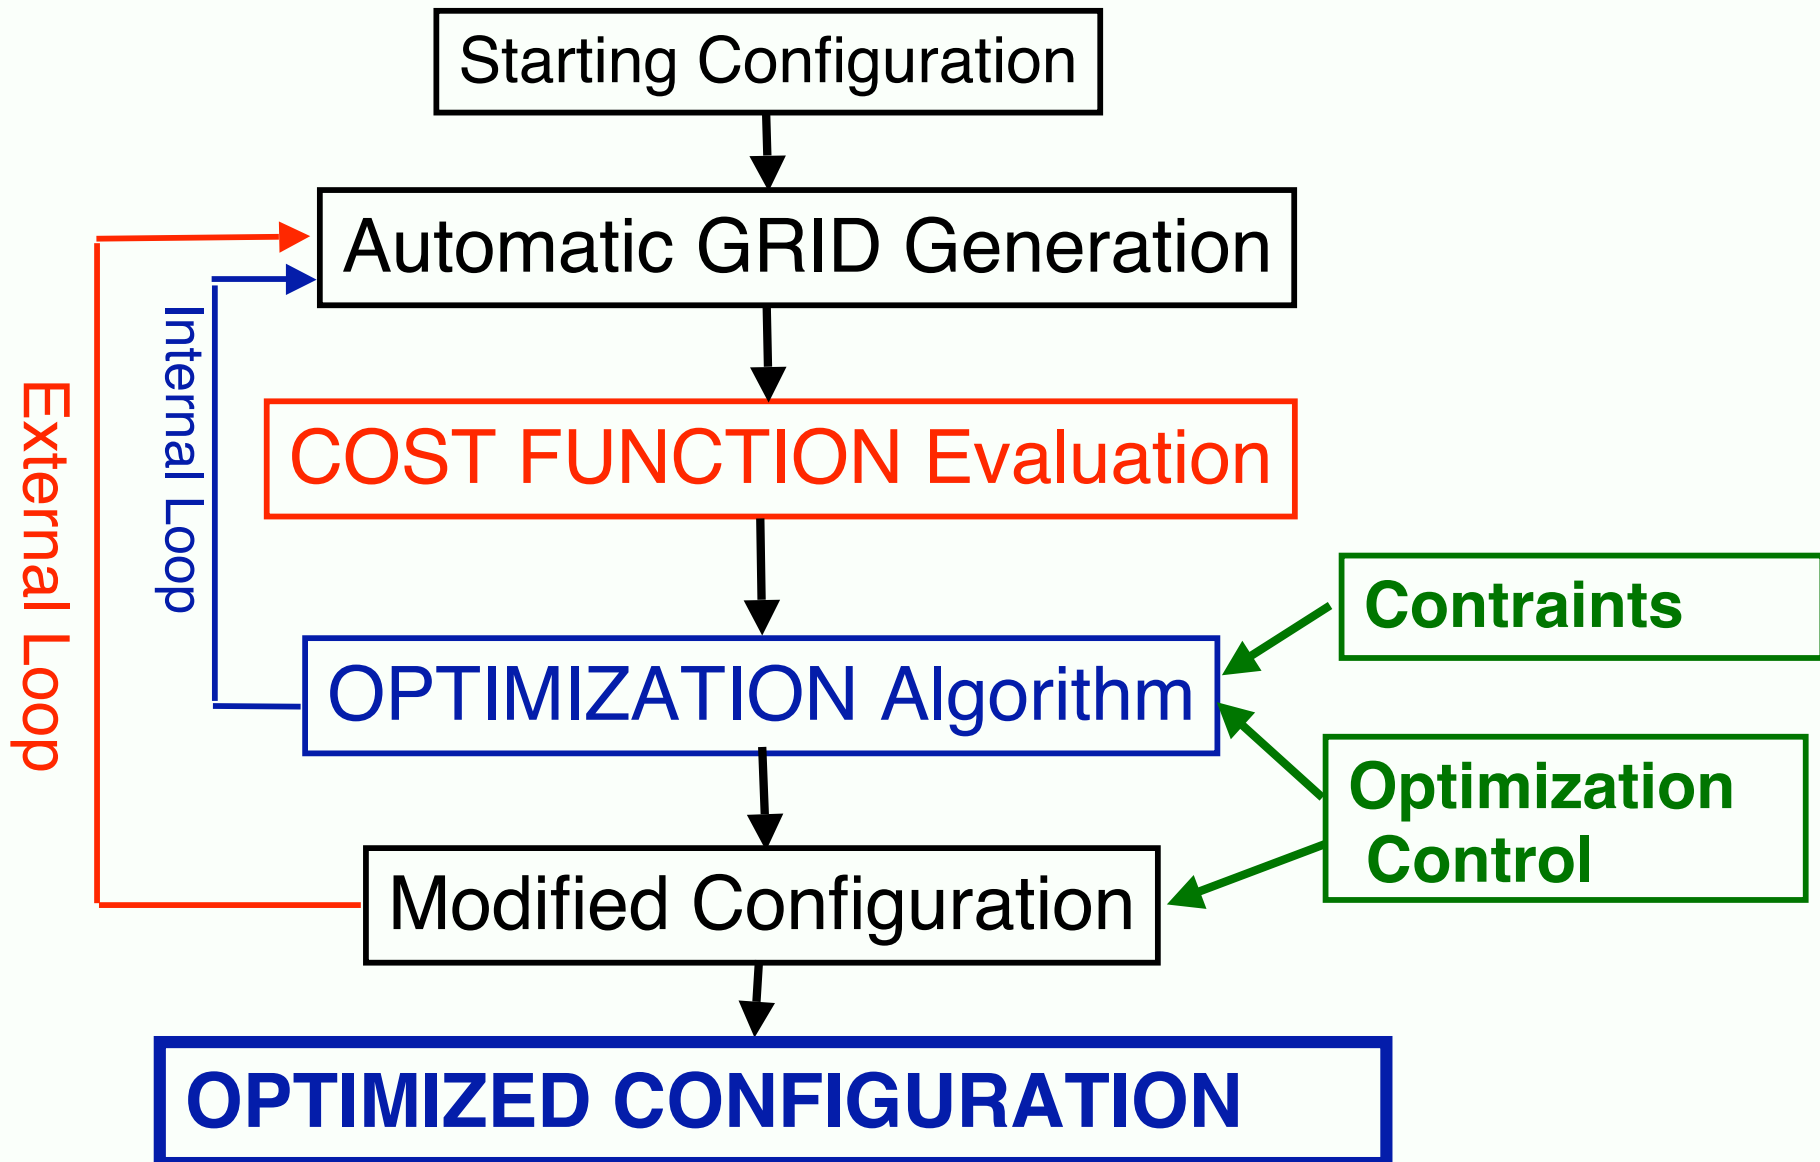 Starting Configuration
Automatic GRID Generation
Internal Loop
External Loop
COST FUNCTION Evaluation
Contraints
OPTIMIZATION Algorithm
Optimization
Control
Modified Configuration
OPTIMIZED CONFIGURATION